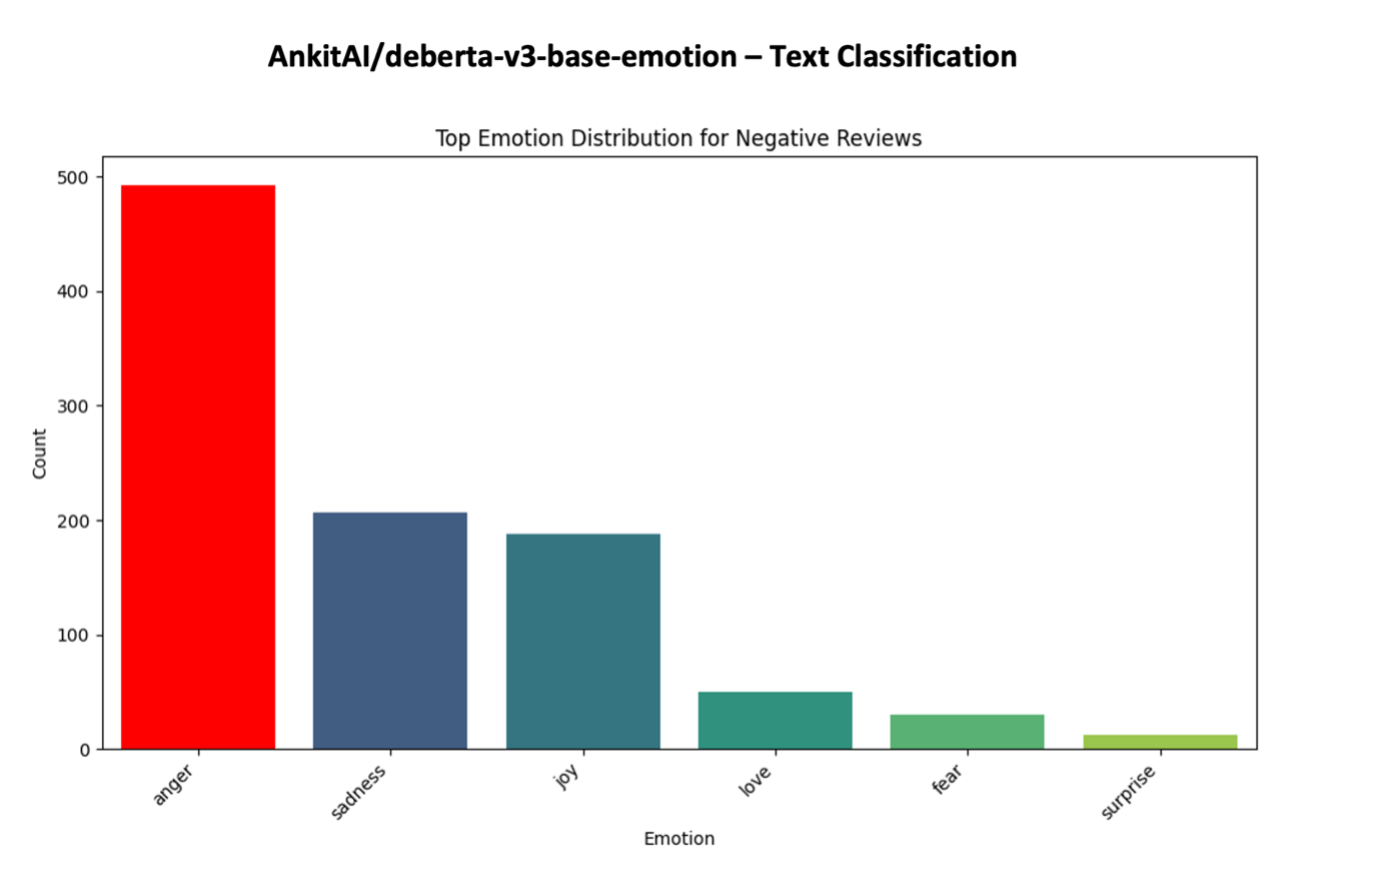 AnkitAI/deberta-v3-base-emotion – Text Classification
Top Emotion Distribution for Negative Reviews
500
400
300
200
100
0
Count
anger
sadness
joy
love
fear
surprise
Emotion